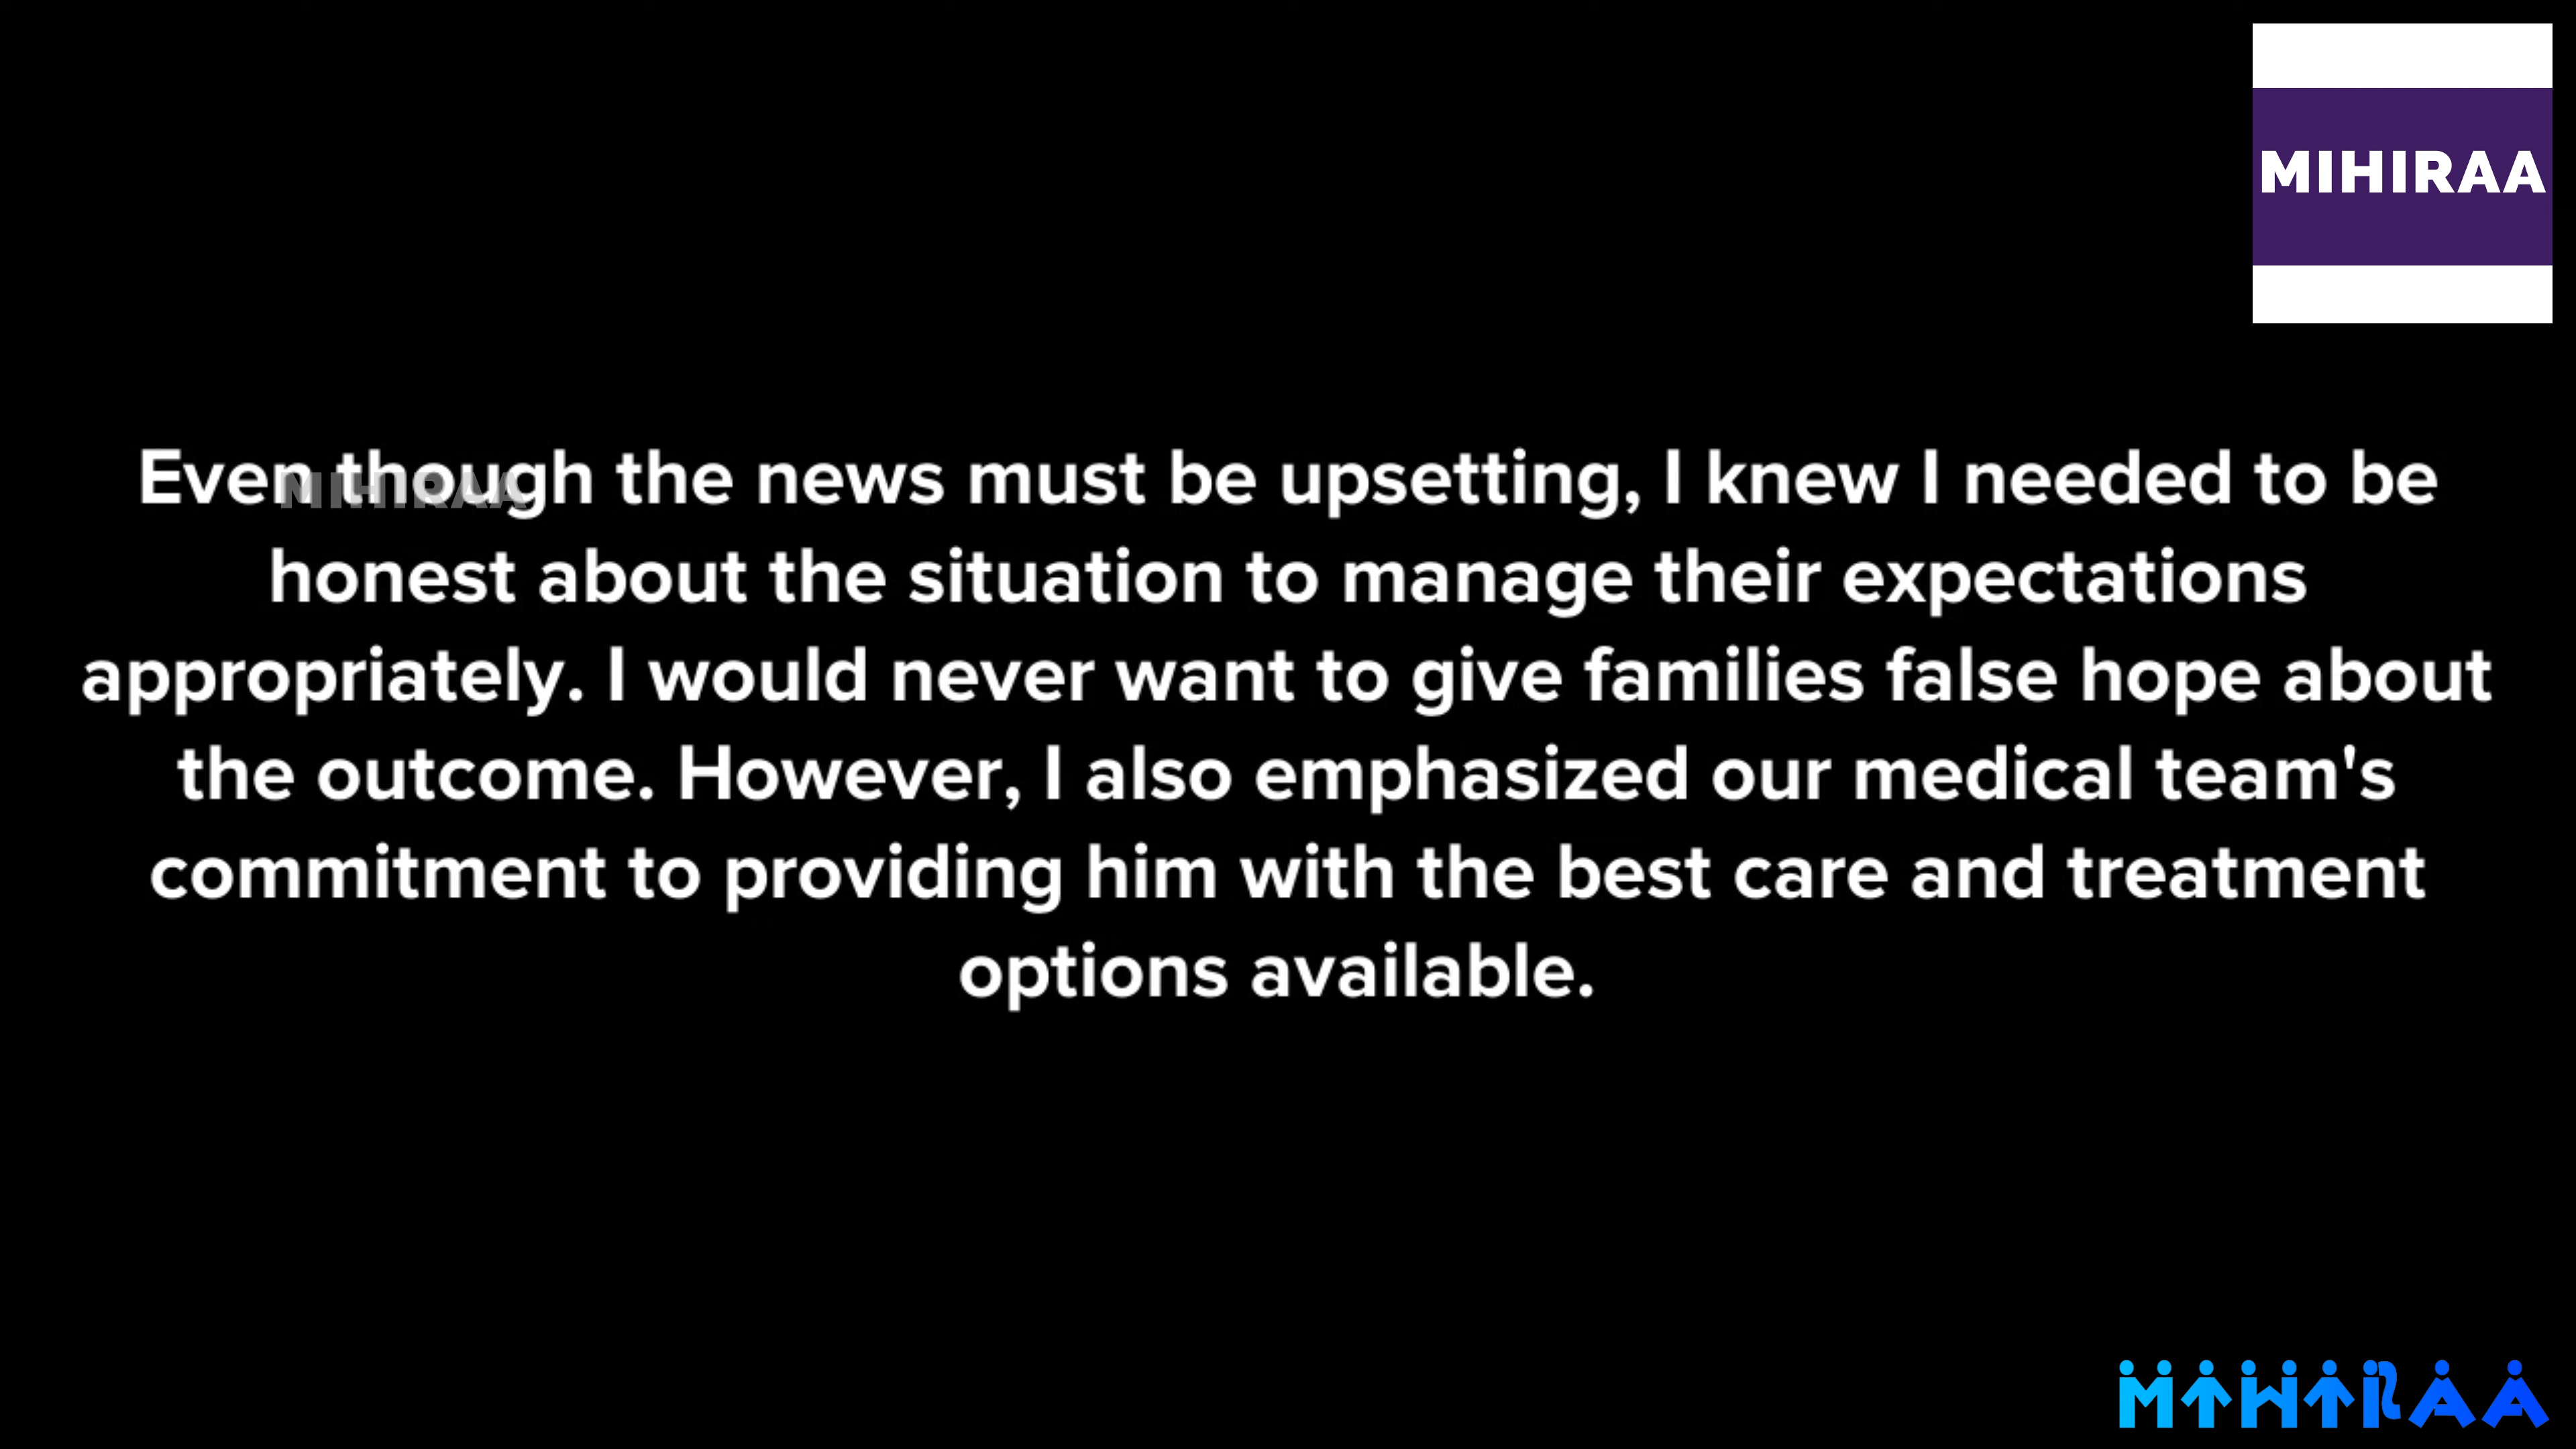 MIHIRAA
Even though the news must be upsetting, I knew I needed to be
MIHIRAA
honest about the situation to manage their expectations
appropriately. I would never want to give families false hope about
the outcome. However, I also emphasized our medical team's
commitment to providing him with the best care and treatment
options available.
MIHIRAA